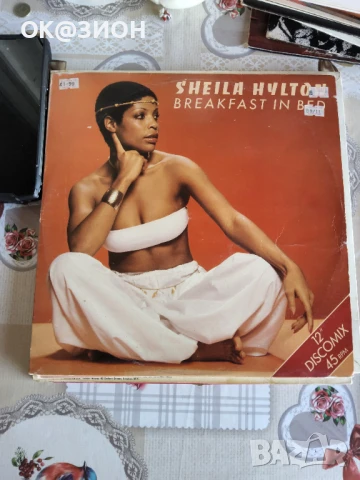 ОК@ЗИОН
SHEILA HYLTON
BREAKFAST IN BED
12"
DISCOMIX
45 RPM
BAZAR